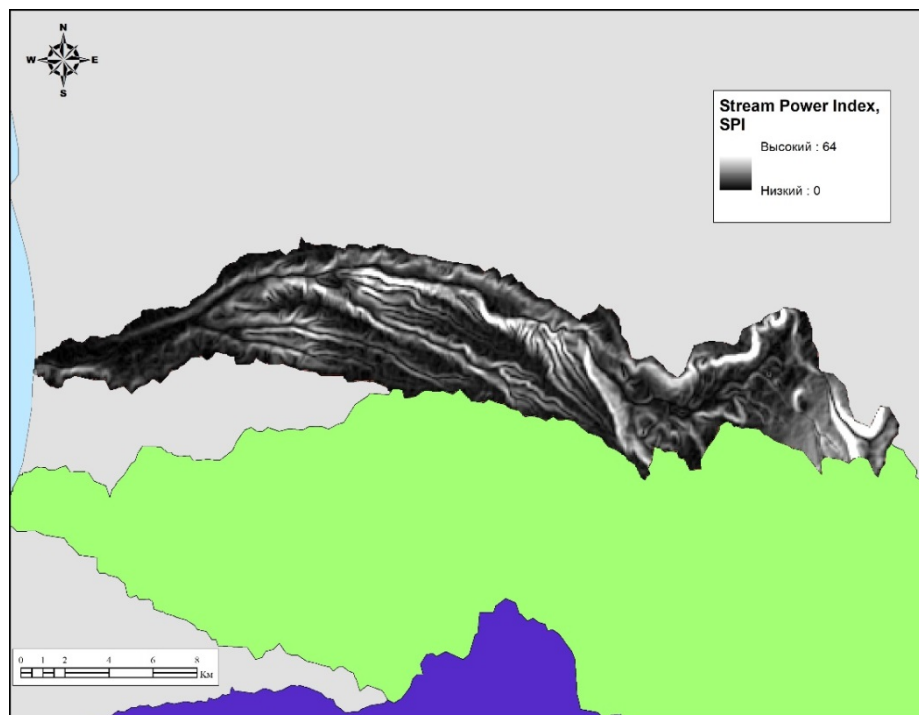 N
W E
S
Stream Power Index,
SPI
Высокий : 64
Низкий : 0
0 1 2 4 6 8
Км